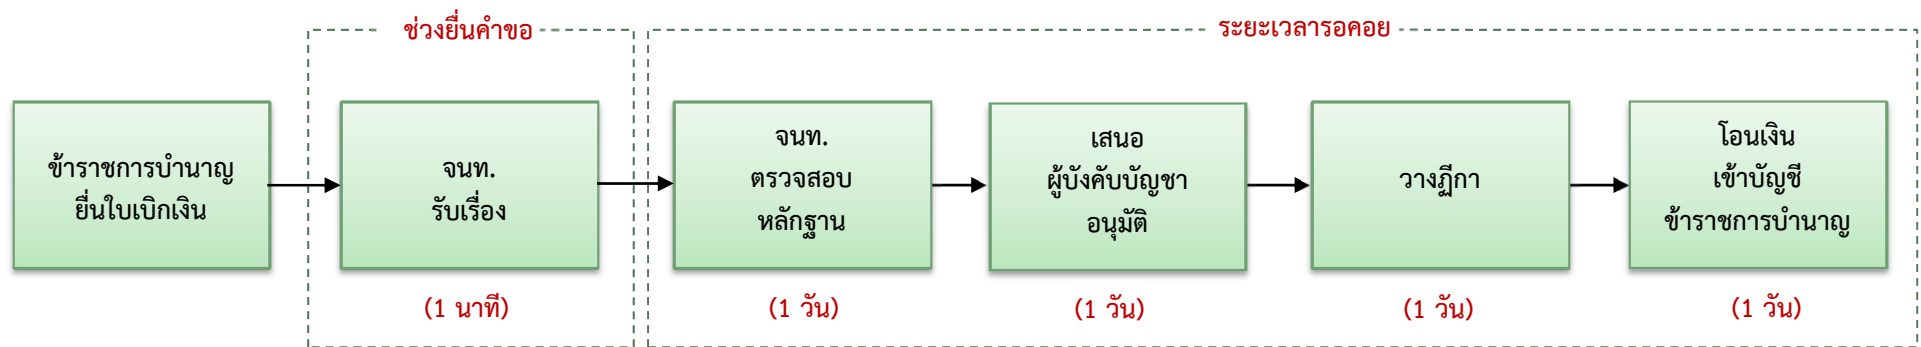 ช่วงยื่นคำขอ
ระยะเวลารอคอย
ข้าราชการบำนาญ
ยื่นใบเบิกเงิน
จนท.
รับเรื่อง
(1 นาที)
จนท.
ตรวจสอบ
หลักฐาน
(1 วัน)
เสนอ
ผู้บังคับบัญชา
อนุมัติ
(1 วัน)
วางฏีกา
(1 วัน)
โอนเงิน
เข้าบัญชี
ข้าราชการบำนาญ
(1 วัน)